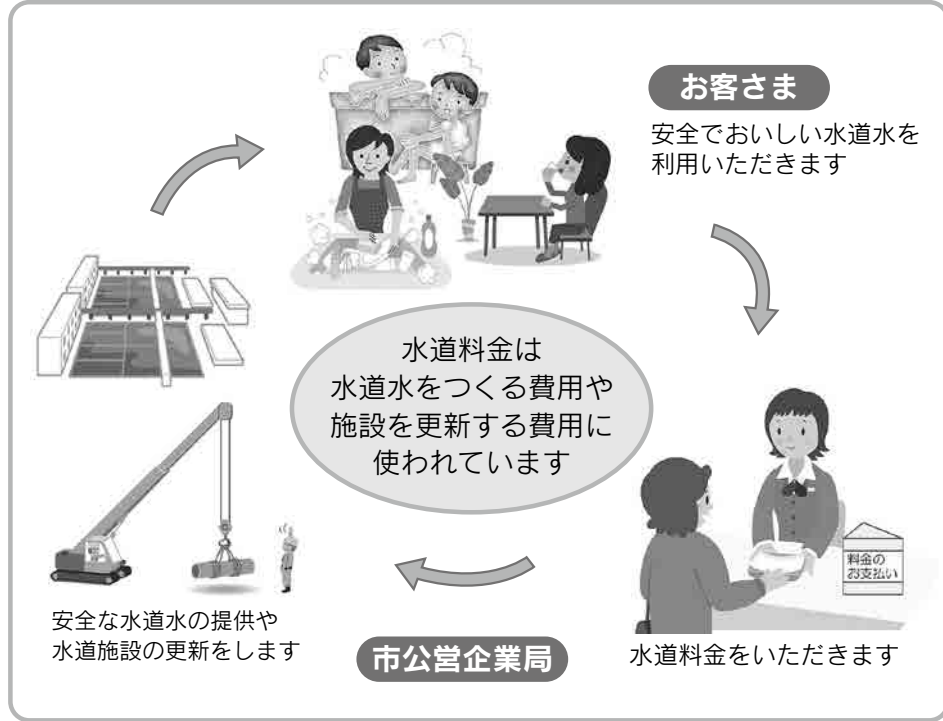 お客さま
安全でおいしい水道水を
利用いただきます
水道料金は
水道水をつくる費用や
施設を更新する費用に
使われています
料金の
お支払い
水道料金をいただきます
市公営企業局
安全な水道水の提供や
水道施設の更新をします